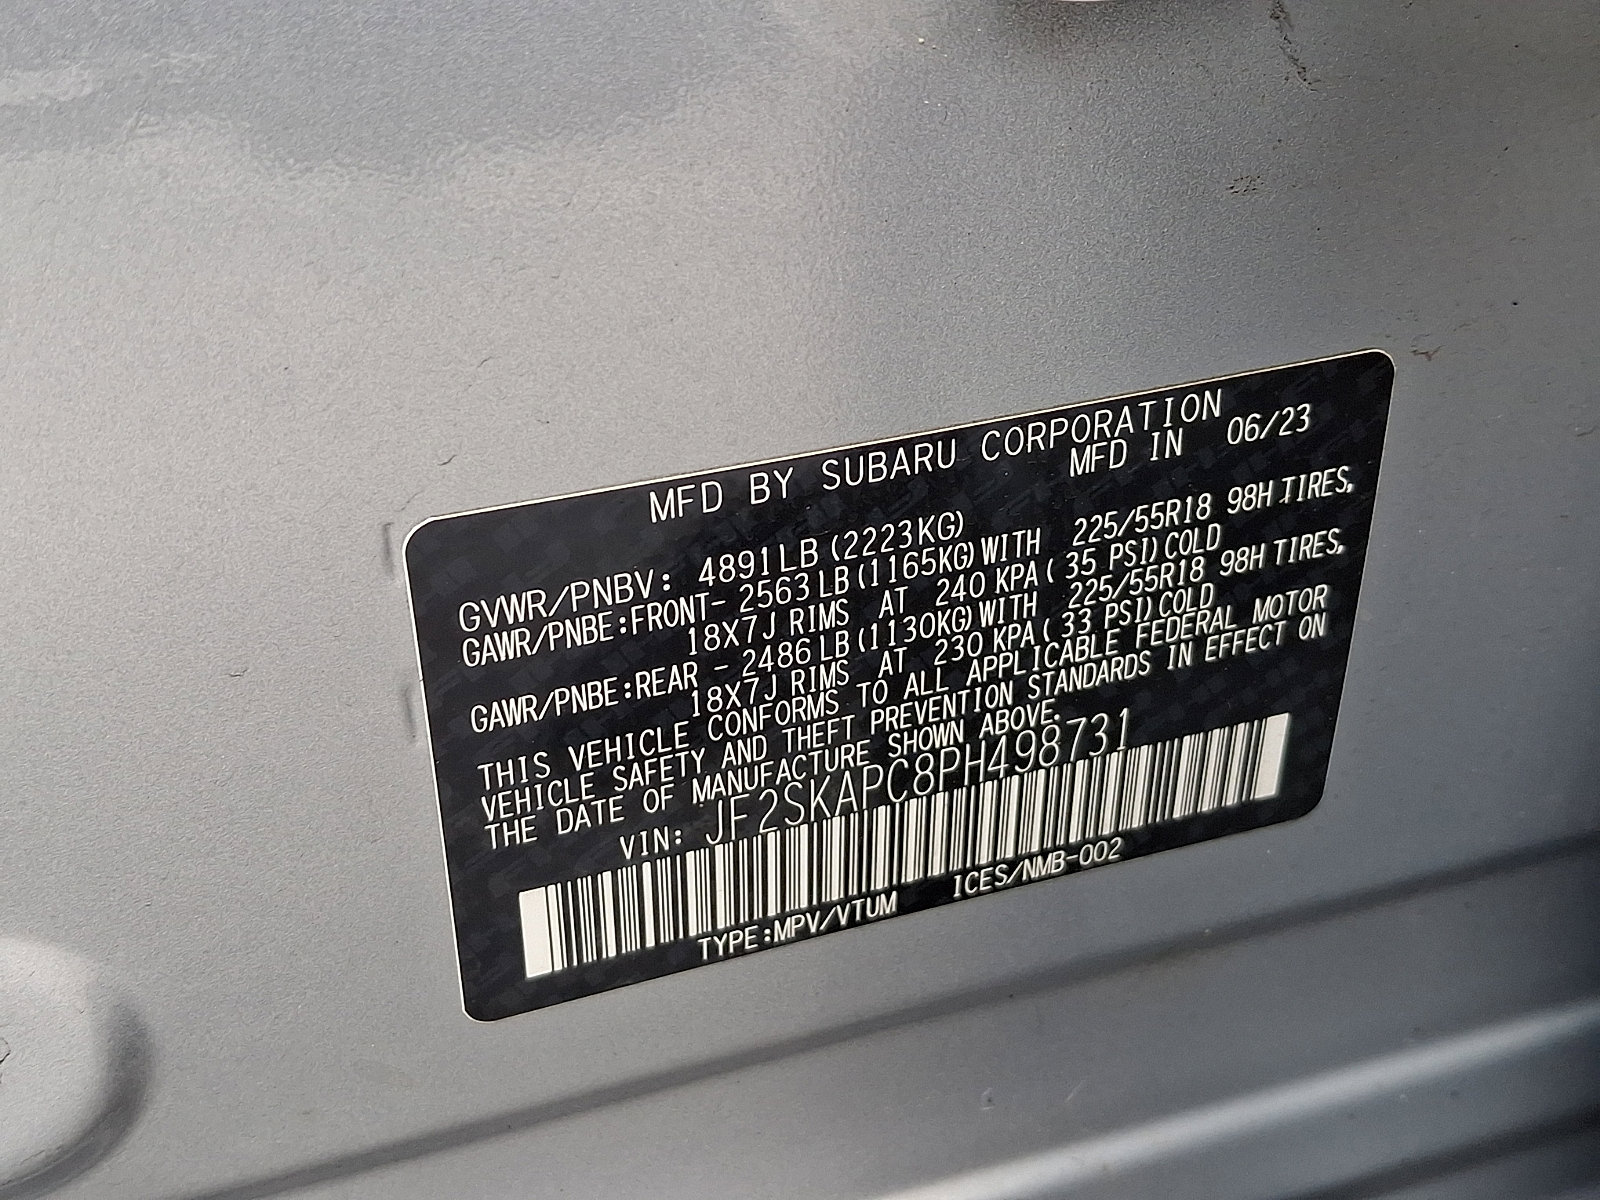 MFD BY SUBARU CORPORATION
MFD IN 06/23
GVWR/PNBV: 4891LB (2223KG)
GAWR/PNBE:FRONT- 2563LB (1165KG)WITH 225/55R18 98H TIRES,
18X7J RIMS AT 240 KPA( 35 PSI)COLD
GAWR/PNBE:REAR - 2486LB (1130KG)WITH 225/55R18 98H TIRES,
18X7J RIMS AT 230 KPA( 33 PSI)COLD
THIS VEHICLE CONFORMS TO ALL APPLICABLE FEDERAL MOTOR
VEHICLE SAFETY AND THEFT PREVENTION STANDARDS IN EFFECT ON
THE DATE OF MANUFACTURE SHOWN ABOVE.
VIN: JF2SKAPC8PH498731
TYPE:MPV/VTUM ICES/NMB-002